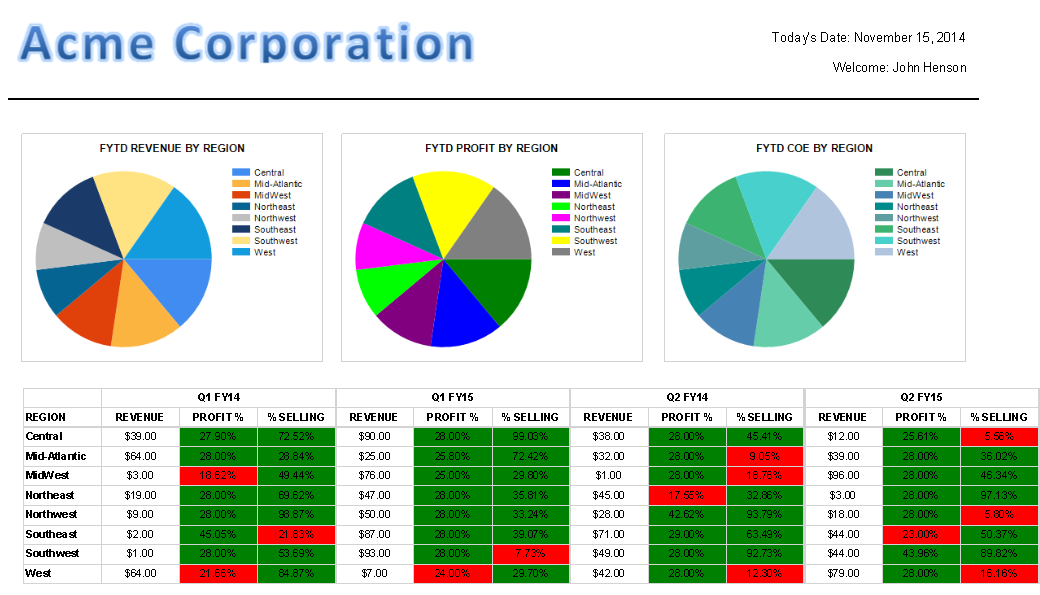 Acme Corporation
Today's Date: November 15, 2014
Welcome: John Henson
FYTD REVENUE BY REGION
Central
Mid-Atlantic
MidWest
Northeast
Northwest
Southeast
Southwest
West
FYTD PROFIT BY REGION
Central
Mid-Atlantic
MidWest
Northeast
Northwest
Southeast
Southwest
West
FYTD COE BY REGION
Central
Mid-Atlantic
MidWest
Northeast
Northwest
Southeast
Southwest
West
Q1 FY14 Q1 FY15 Q2 FY14 Q2 FY15
REGION REVENUE PROFIT % % SELLING REVENUE PROFIT % % SELLING REVENUE PROFIT % % SELLING REVENUE PROFIT % % SELLING
Central $39.00 27.90% 72.52% $90.00 28.00% 99.03% $38.00 28.00% 45.41% $12.00 25.61% 5.56%
Mid-Atlantic $64.00 28.00% 28.84% $25.00 25.80% 72.42% $32.00 28.00% 9.05% $39.00 28.00% 36.02%
MidWest $3.00 18.62% 49.44% $76.00 25.00% 29.80% $1.00 28.00% 18.76% $96.00 28.00% 46.34%
Northeast $19.00 28.00% 69.62% $47.00 28.00% 35.81% $45.00 17.55% 32.86% $3.00 28.00% 97.13%
Northwest $9.00 28.00% 98.87% $50.00 28.00% 33.24% $28.00 42.62% 93.79% $18.00 28.00% 5.60%
Southeast $2.00 45.05% 21.83% $87.00 28.00% 39.07% $71.00 29.00% 63.49% $44.00 23.00% 50.37%
Southwest $1.00 28.00% 53.69% $93.00 28.00% 7.73% $49.00 28.00% 92.73% $44.00 43.96% 89.82%
West $64.00 21.66% 84.87% $7.00 24.00% 29.70% $42.00 28.00% 12.30% $79.00 28.00% 16.16%